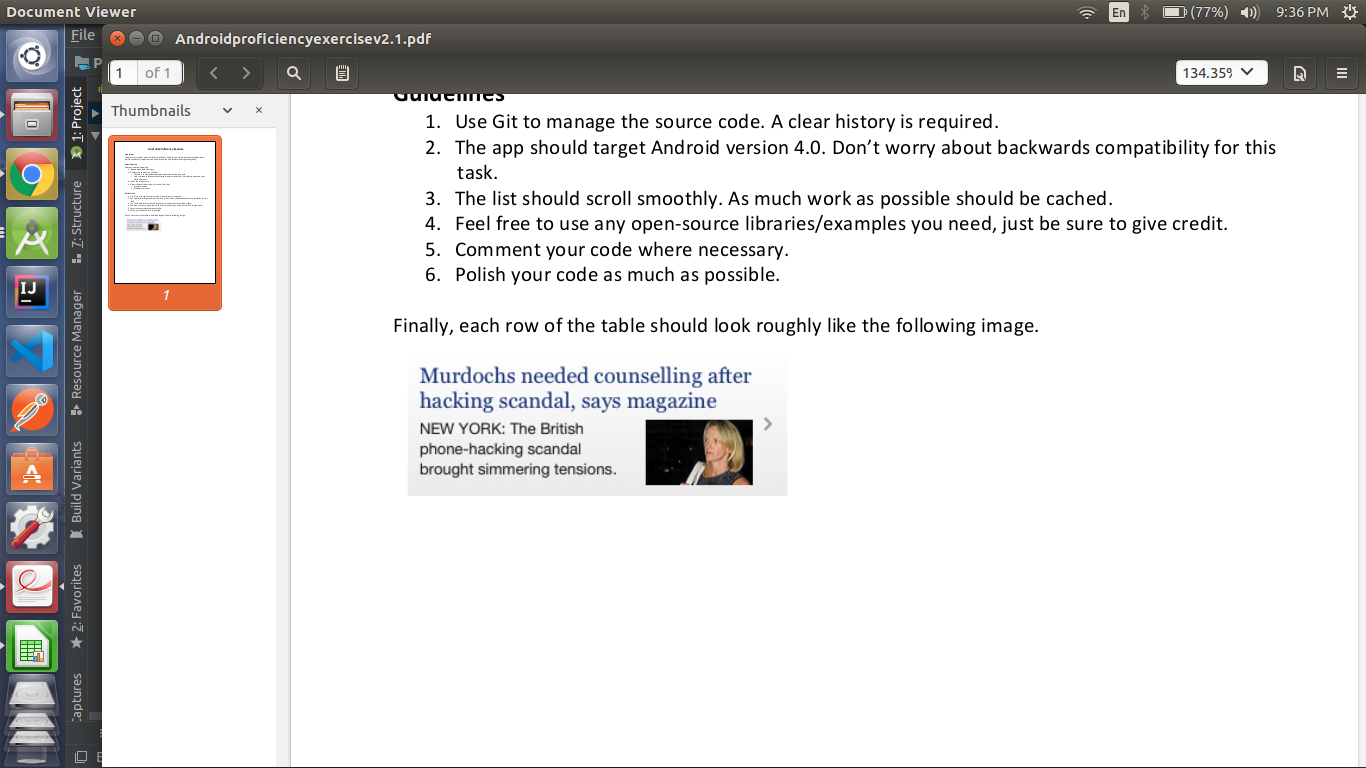 Document Viewer
En
(77%)
9:36 PM
File
Androidproficiencyexercisev2.1.pdf
1
of 1
134.35%
Thumbnails
1
1: Project
7: Structure
Resource Manager
Build Variants
2: Favorites
IJ
Guidelines
1. Use Git to manage the source code. A clear history is required.
2. The app should target Android version 4.0. Don’t worry about backwards compatibility for this
task.
3. The list should scroll smoothly. As much work as possible should be cached.
4. Feel free to use any open-source libraries/examples you need, just be sure to give credit.
5. Comment your code where necessary.
6. Polish your code as much as possible.
Finally, each row of the table should look roughly like the following image.
Murdochs needed counselling after
hacking scandal, says magazine
NEW YORK: The British
phone-hacking scandal
brought simmering tensions.